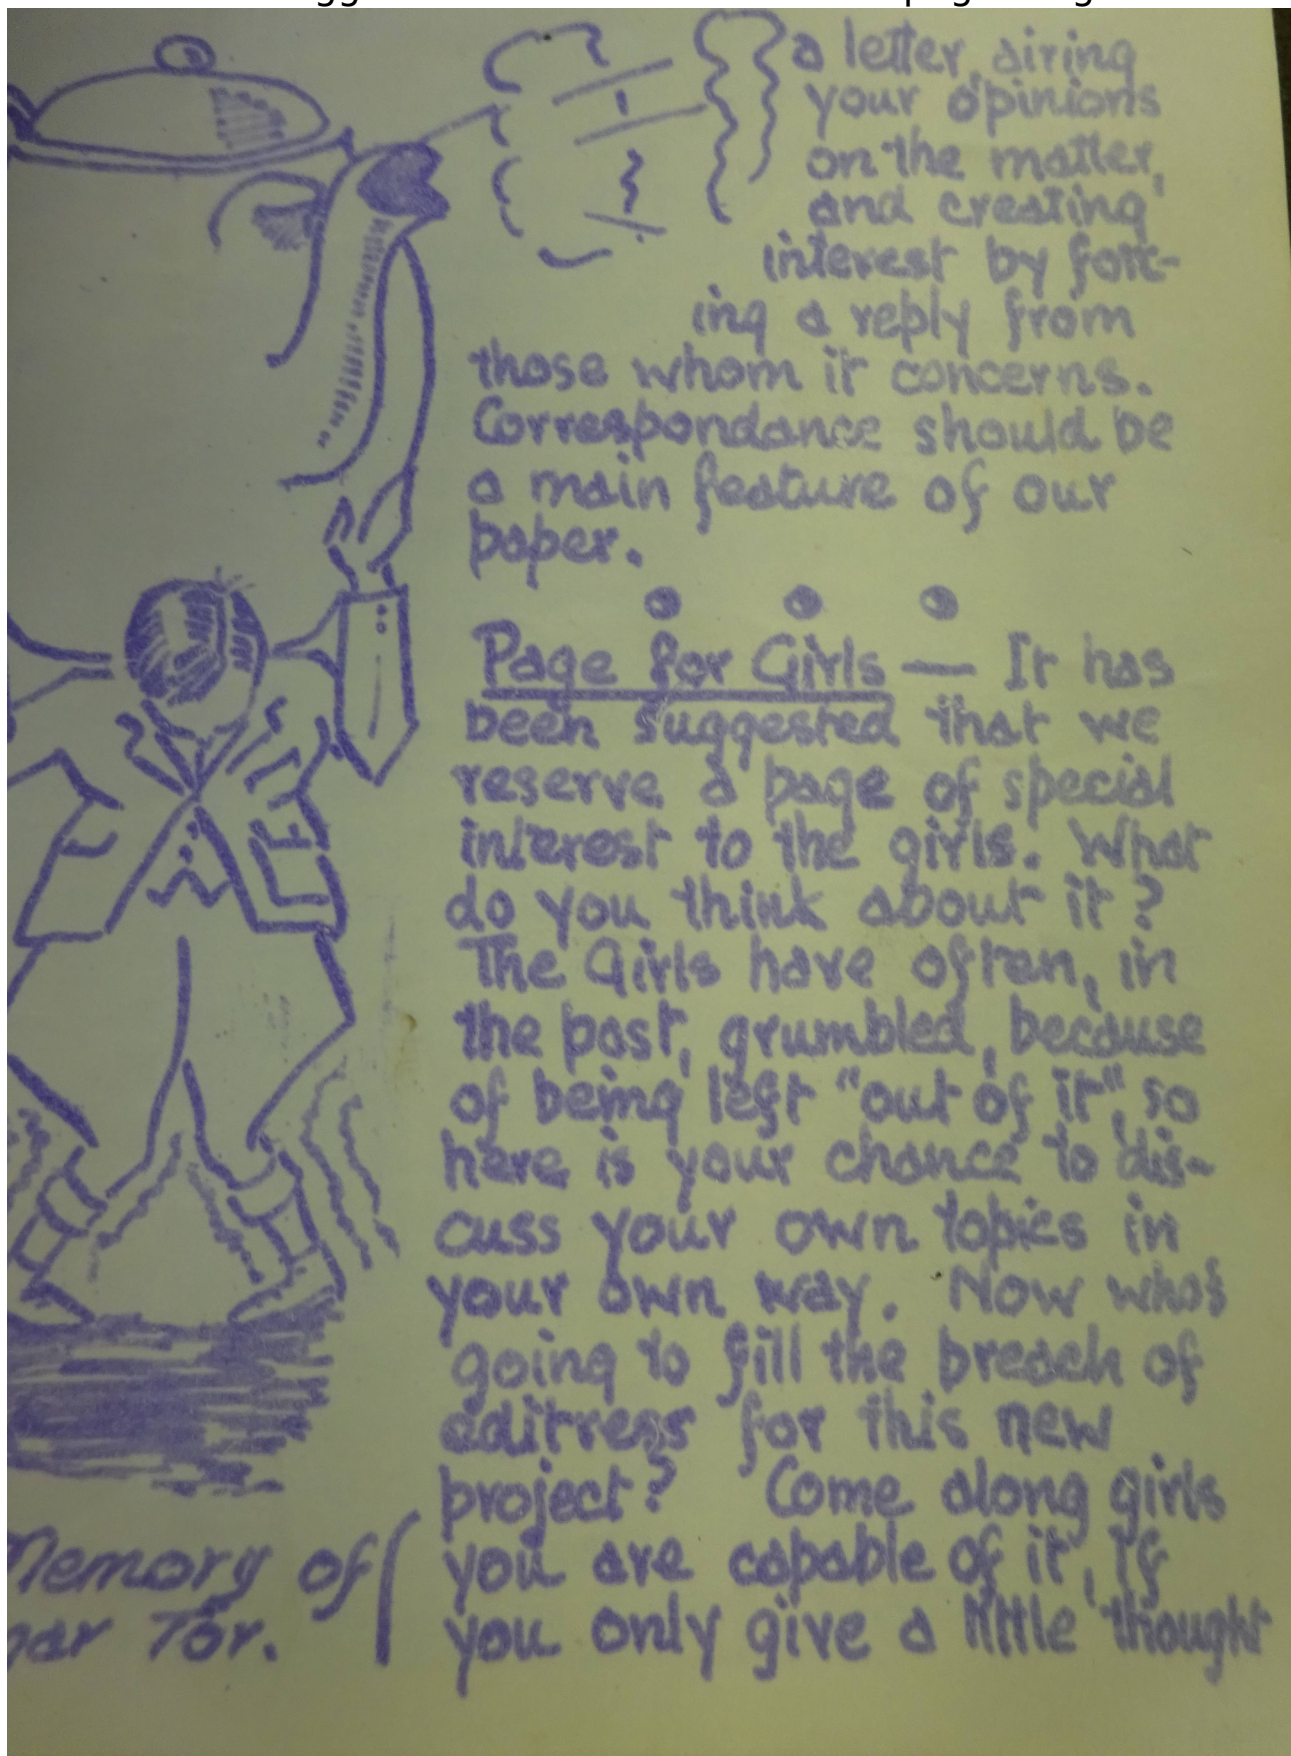 a letter, airing
your opinions
on the matter,
and creating
interest by forc-
ing a reply from
those whom it concerns.
Correspondance should be
a main feature of our
paper.
Page for Girls — It has
been suggested that we
reserve a page of special
interest to the girls. What
do you think about it?
The Girls have often, in
the past, grumbled, because
of being left "out of it", so
here is your chance to dis-
cuss your own topics in
your own way. Now who's
going to fill the breach of
editress for this new
project? Come along girls
you are capable of it, if
you only give a little thought
Memory of
Tor.